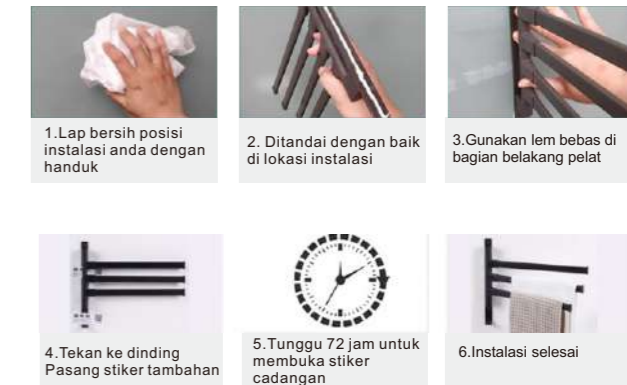 1.Lap bersih posisi
instalasi anda dengan
handuk
2. Ditandai dengan baik
di lokasi instalasi
3.Gunakan lem bebas di
bagian belakang pelat
4.Tekan ke dinding
Pasang stiker tambahan
5.Tunggu 72 jam untuk
membuka stiker
cadangan
6.Instalasi selesai